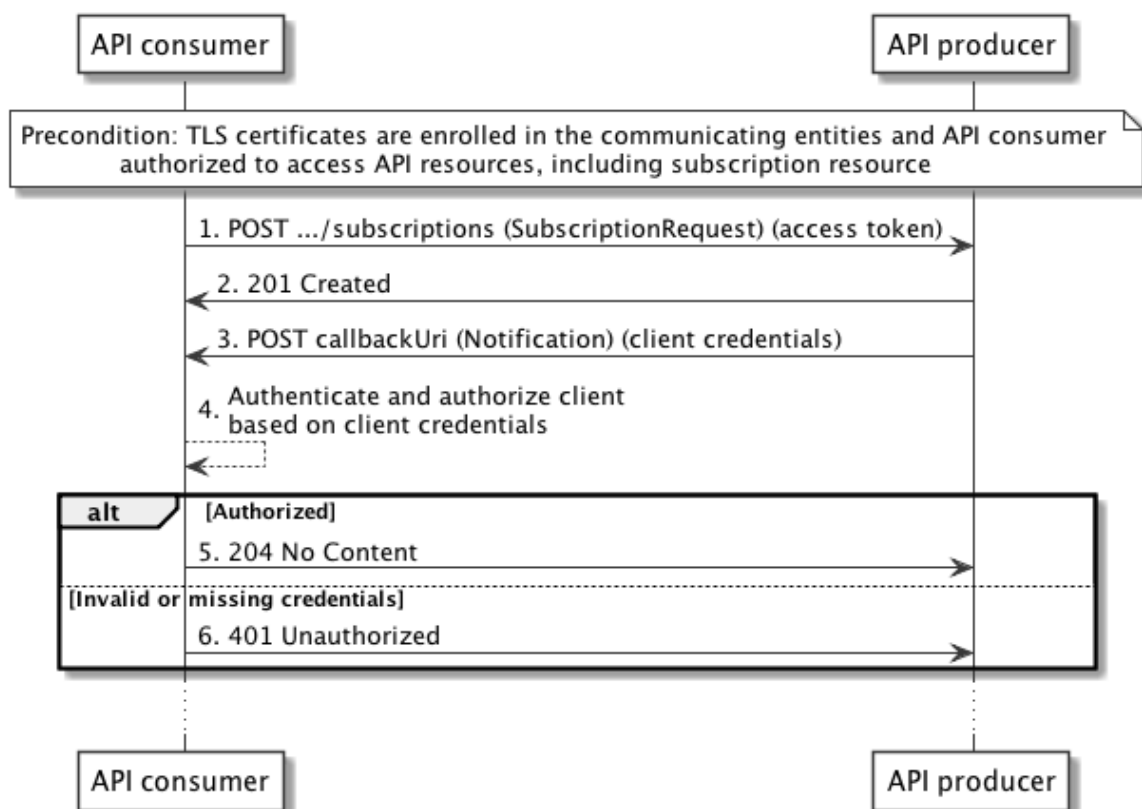 API consumer
API producer
Precondition: TLS certificates are enrolled in the communicating entities and API consumer
authorized to access API resources, including subscription resource
1. POST .../subscriptions (SubscriptionRequest) (access token)
2. 201 Created
3. POST callbackUri (Notification) (client credentials)
4. Authenticate and authorize client
based on client credentials
alt [Authorized]
5. 204 No Content
[Invalid or missing credentials]
6. 401 Unauthorized
API consumer
API producer